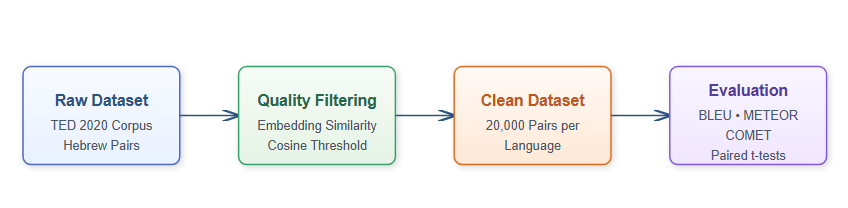 Raw Dataset
TED 2020 Corpus
Hebrew Pairs
Quality Filtering
Embedding Similarity
Cosine Threshold
Clean Dataset
20,000 Pairs per
Language
Evaluation
BLEU • METEOR
COMET
Paired t-tests